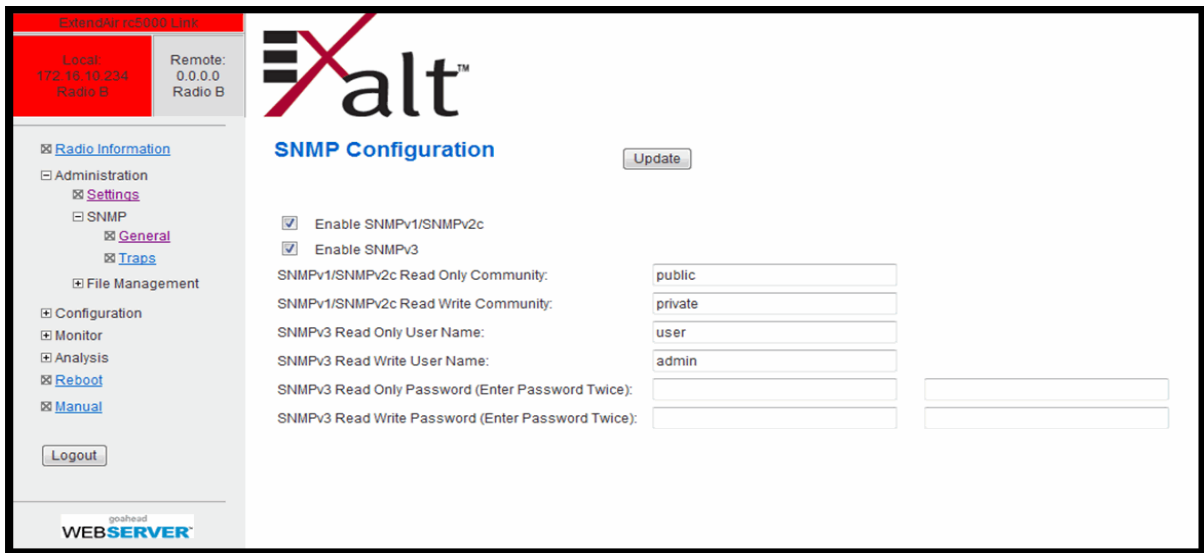 ExtendAir rc5000 Link
Local:
172.16.10.234
Radio B
Remote:
0.0.0.0
Radio B
Exalt™
Radio Information
Administration
Settings
SNMP
General
Traps
File Management
Configuration
Monitor
Analysis
Reboot
Manual
Logout
goahead
WEBSERVER™
SNMP Configuration
Update
Enable SNMPv1/SNMPv2c
Enable SNMPv3
SNMPv1/SNMPv2c Read Only Community: public
SNMPv1/SNMPv2c Read Write Community: private
SNMPv3 Read Only User Name: user
SNMPv3 Read Write User Name: admin
SNMPv3 Read Only Password (Enter Password Twice):
SNMPv3 Read Write Password (Enter Password Twice):